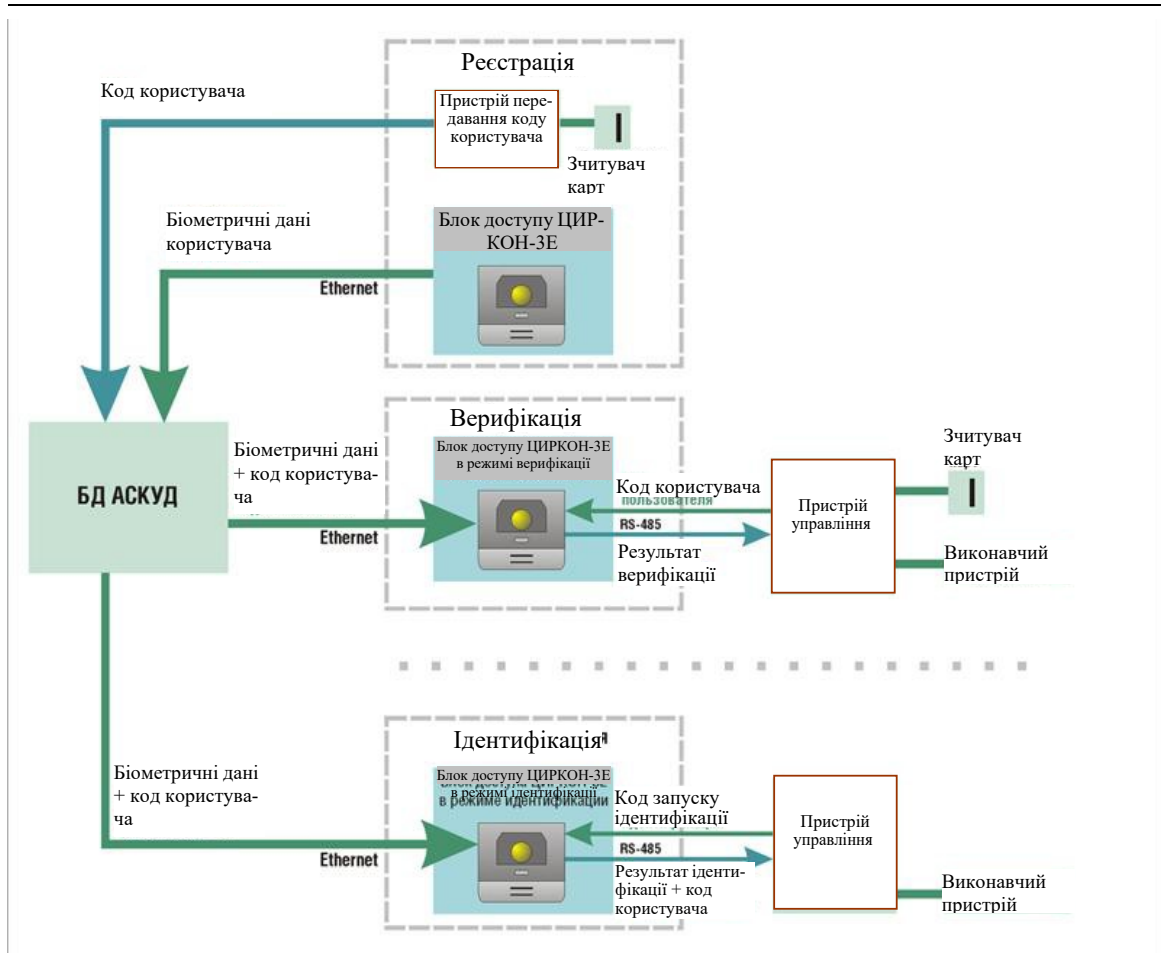 Реєстрація
Код користувача
Пристрій пере-
давання коду
користувача
Зчитувач
карт
Біометричні дані
користувача
Блок доступу ЦИР-
КОН-3Е
Ethernet
Верифікація
Блок доступу ЦИРКОН-3Е
в режимі верифікації
Зчитувач
карт
Біометричні дані
+ код користува-
ча
БД АСКУД
Код користувача
пользователя
RS-485
Пристрій
управління
Ethernet
Результат
верифікації
Виконавчий
пристрій
Ідентифікація
Блок доступу ЦИРКОН-3Е
в режимі ідентифікації
в режиме идентификации
Біометричні дані
+ код користува-
ча
Код запуску
ідентифікації
Пристрій
управління
RS-485
Ethernet
Результат іденти-
фікації + код
користувача
Виконавчий
пристрій